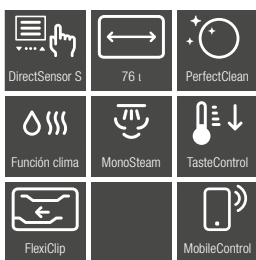 DirectSensor S
76 ι
PerfectClean
Función clima
MonoSteam
TasteControl
FlexiClip
MobileControl